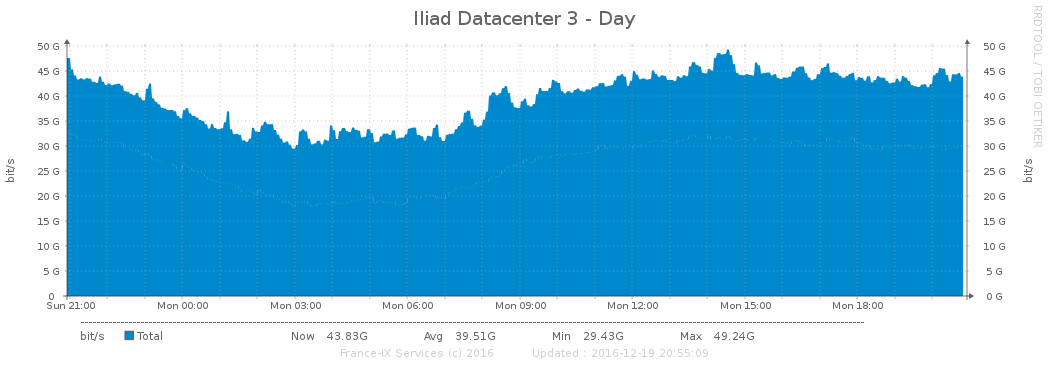 Iliad Datacenter 3 - Day
RRDTOOL / TOBI OETIKER
bit/s
50 G 50 G
45 G 45 G
40 G 40 G
35 G 35 G
30 G 30 G
25 G 25 G
20 G 20 G
15 G 15 G
10 G 10 G
5 G 5 G
0 0 G
bit/s
Sun 21:00 Mon 00:00 Mon 03:00 Mon 06:00 Mon 09:00 Mon 12:00 Mon 15:00 Mon 18:00
bit/s Total Now 43.83G Avg 39.51G Min 29.43G Max 49.24G
France-IX Services (c) 2016 Updated : 2016-12-19 20:55:09